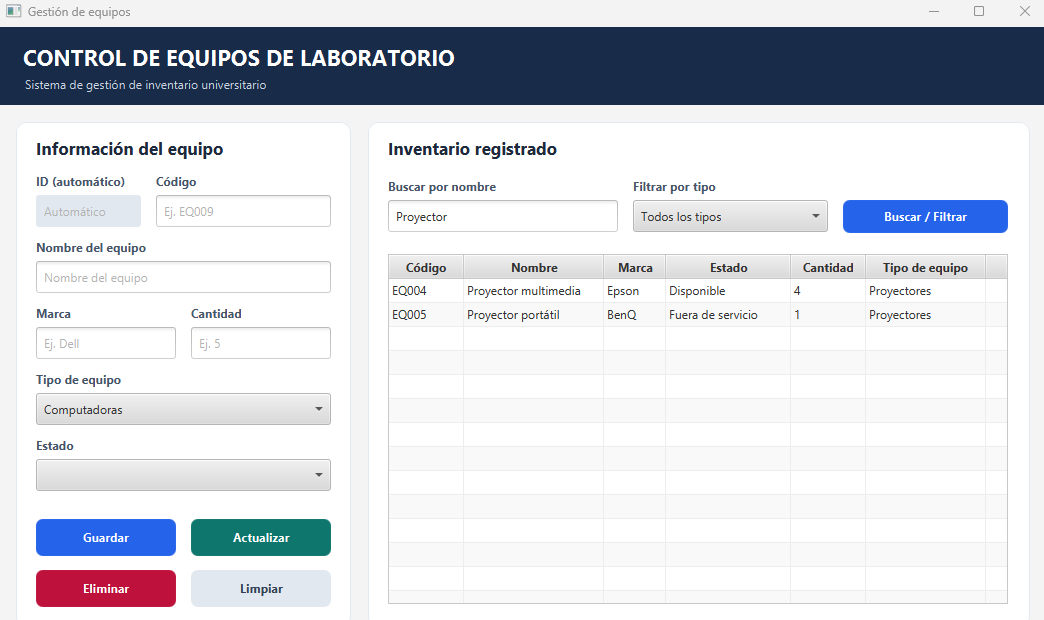 Gestión de equipos
CONTROL DE EQUIPOS DE LABORATORIO
Sistema de gestión de inventario universitario
Información del equipo
ID (automático) Código
Automático Ej. EQ009
Nombre del equipo
Nombre del equipo
Marca Cantidad
Ej. Dell Ej. 5
Tipo de equipo
Computadoras
Estado
Guardar Actualizar
Eliminar Limpiar
Inventario registrado
Buscar por nombre Filtrar por tipo
Proyector Todos los tipos Buscar / Filtrar
Código Nombre Marca Estado Cantidad Tipo de equipo
EQ004 Proyector multimedia Epson Disponible 4 Proyectores
EQ005 Proyector portátil BenQ Fuera de servicio 1 Proyectores